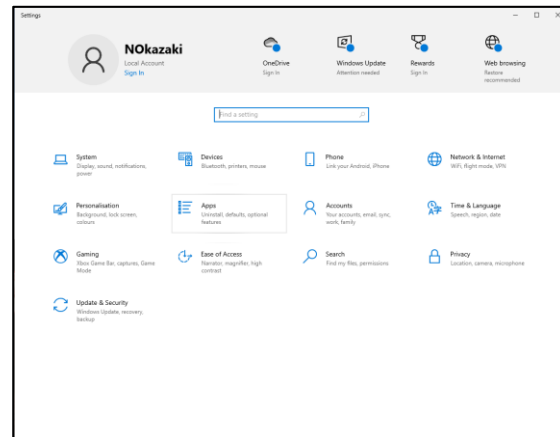 Settings
NOkazaki
Local Account
Sign In
OneDrive
Sign In
Windows Update
Attention needed
Rewards
Sign In
Web browsing
Restore
recommended
Find a setting
System
Display, sound, notifications,
power
Devices
Bluetooth, printers, mouse
Phone
Link your Android, iPhone
Network & Internet
WiFi, flight mode, VPN
Personalisation
Background, lock screen,
colours
Apps
Uninstall, defaults, optional
features
Accounts
Your accounts, email, sync,
work, family
Time & Language
Speech, region, date
Gaming
Xbox Game Bar, captures, Game
Mode
Ease of Access
Narrator, magnifier, high
contrast
Search
Find my files, permissions
Privacy
Location, camera, microphone
Update & Security
Windows Update, recovery,
backup